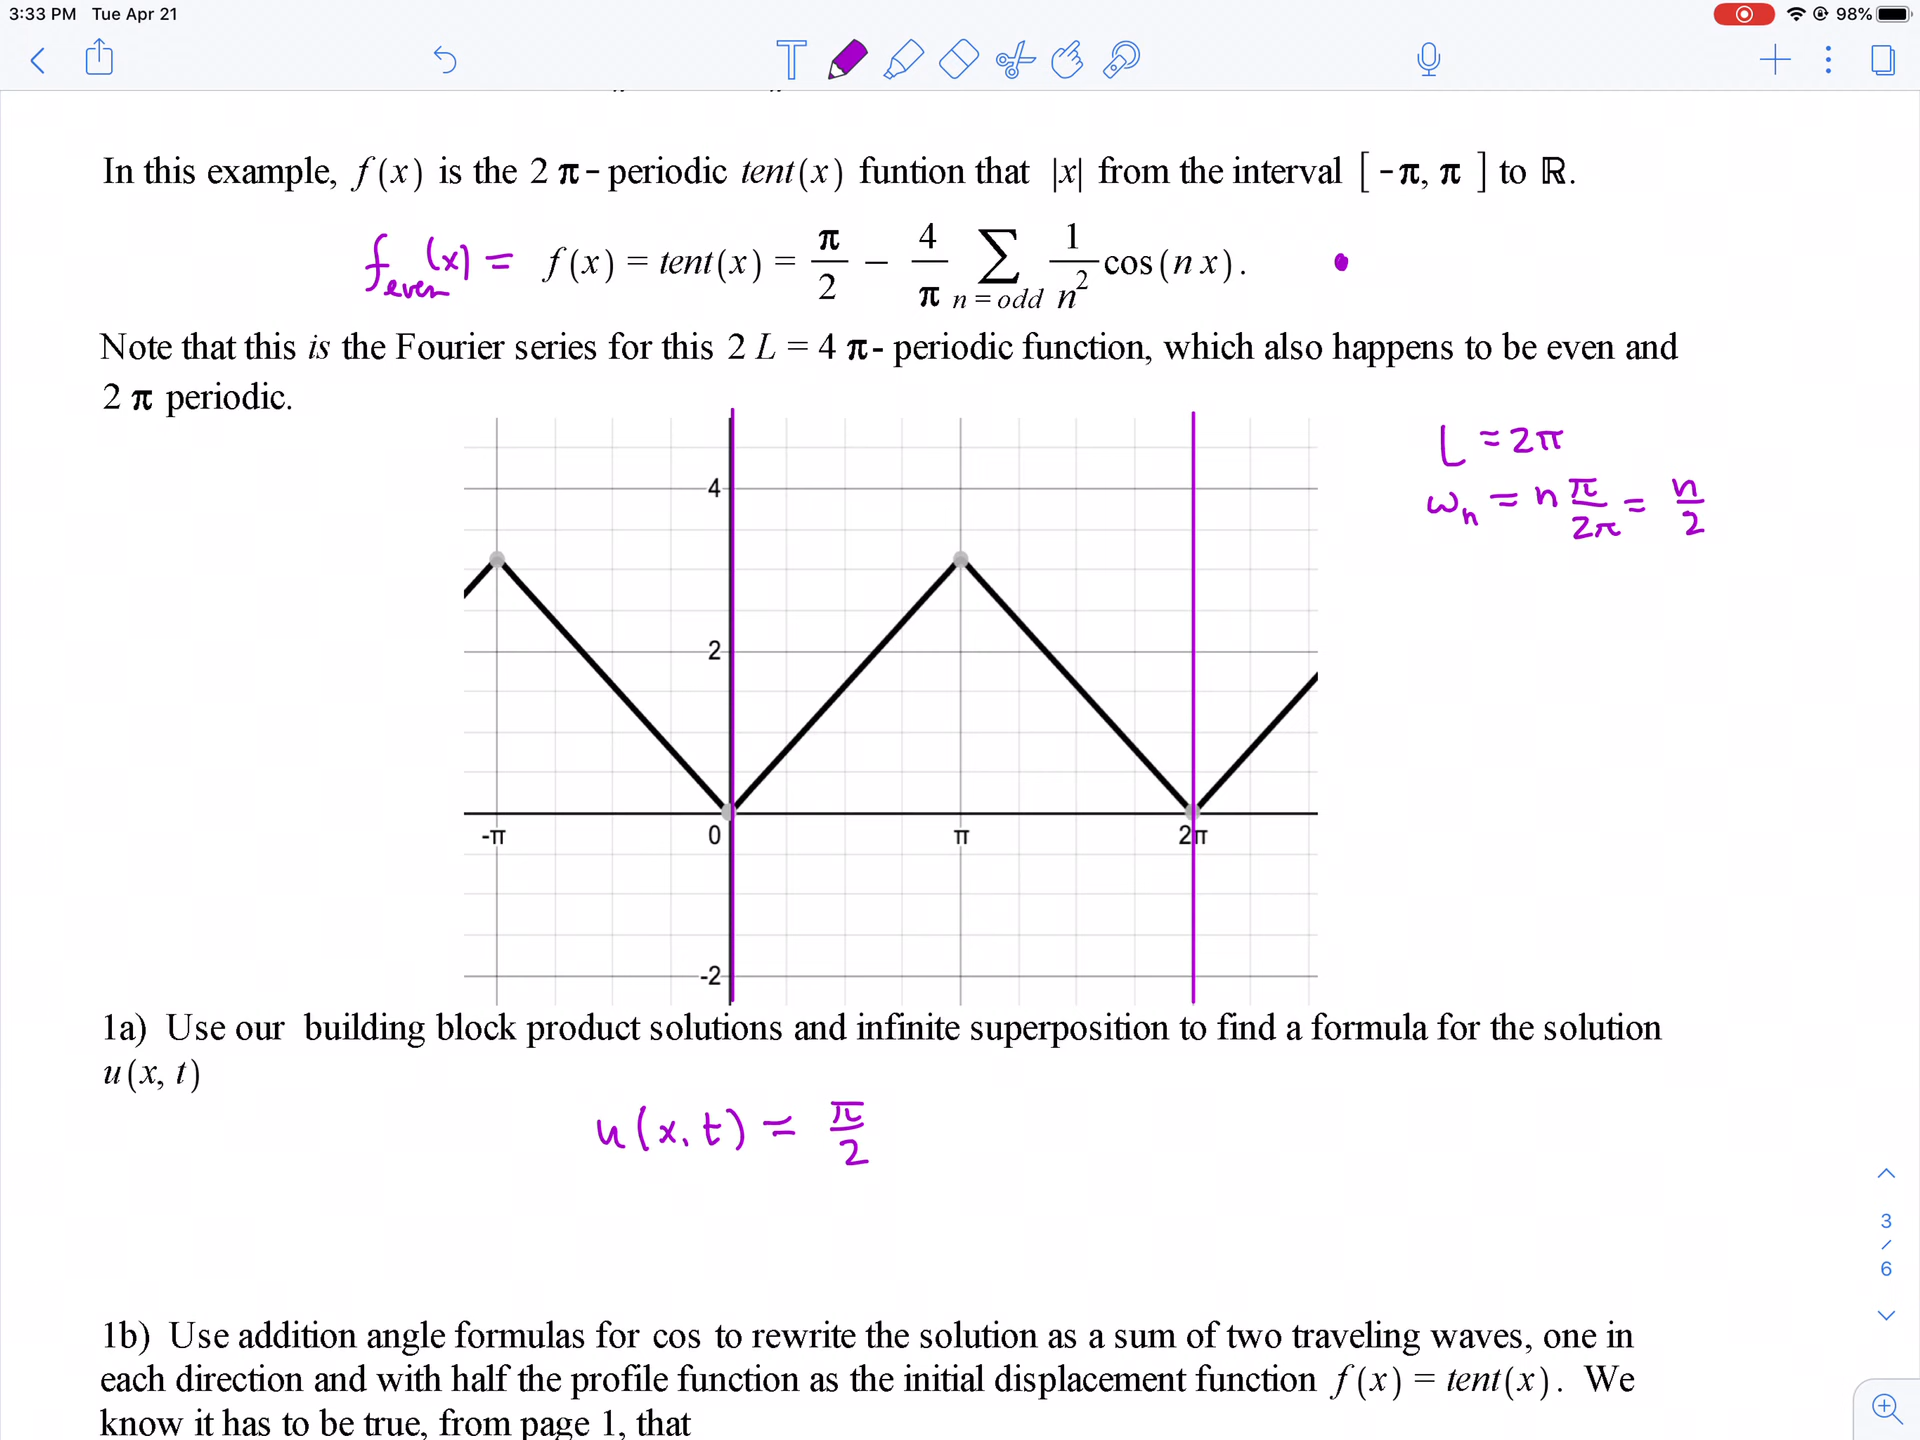 3:33 PM Tue Apr 21 98%
In this example, f(x) is the 2 π- periodic tent(x) funtion that |x| from the interval [-π, π] to ℝ.
f_even(x) = f(x) = tent(x) = π/2 − 4/π ∑_{n = odd} 1/n² cos(n x).
Note that this is the Fourier series for this 2 L = 4 π- periodic function, which also happens to be even and
2 π periodic.
L = 2π
ω_n = n π/2π = n/2
4
2
-π 0 π 2π
-2
1a) Use our building block product solutions and infinite superposition to find a formula for the solution
u(x, t)
u(x, t) = π/2
3
/
6
1b) Use addition angle formulas for cos to rewrite the solution as a sum of two traveling waves, one in
each direction and with half the profile function as the initial displacement function f(x) = tent(x). We
know it has to be true, from page 1, that